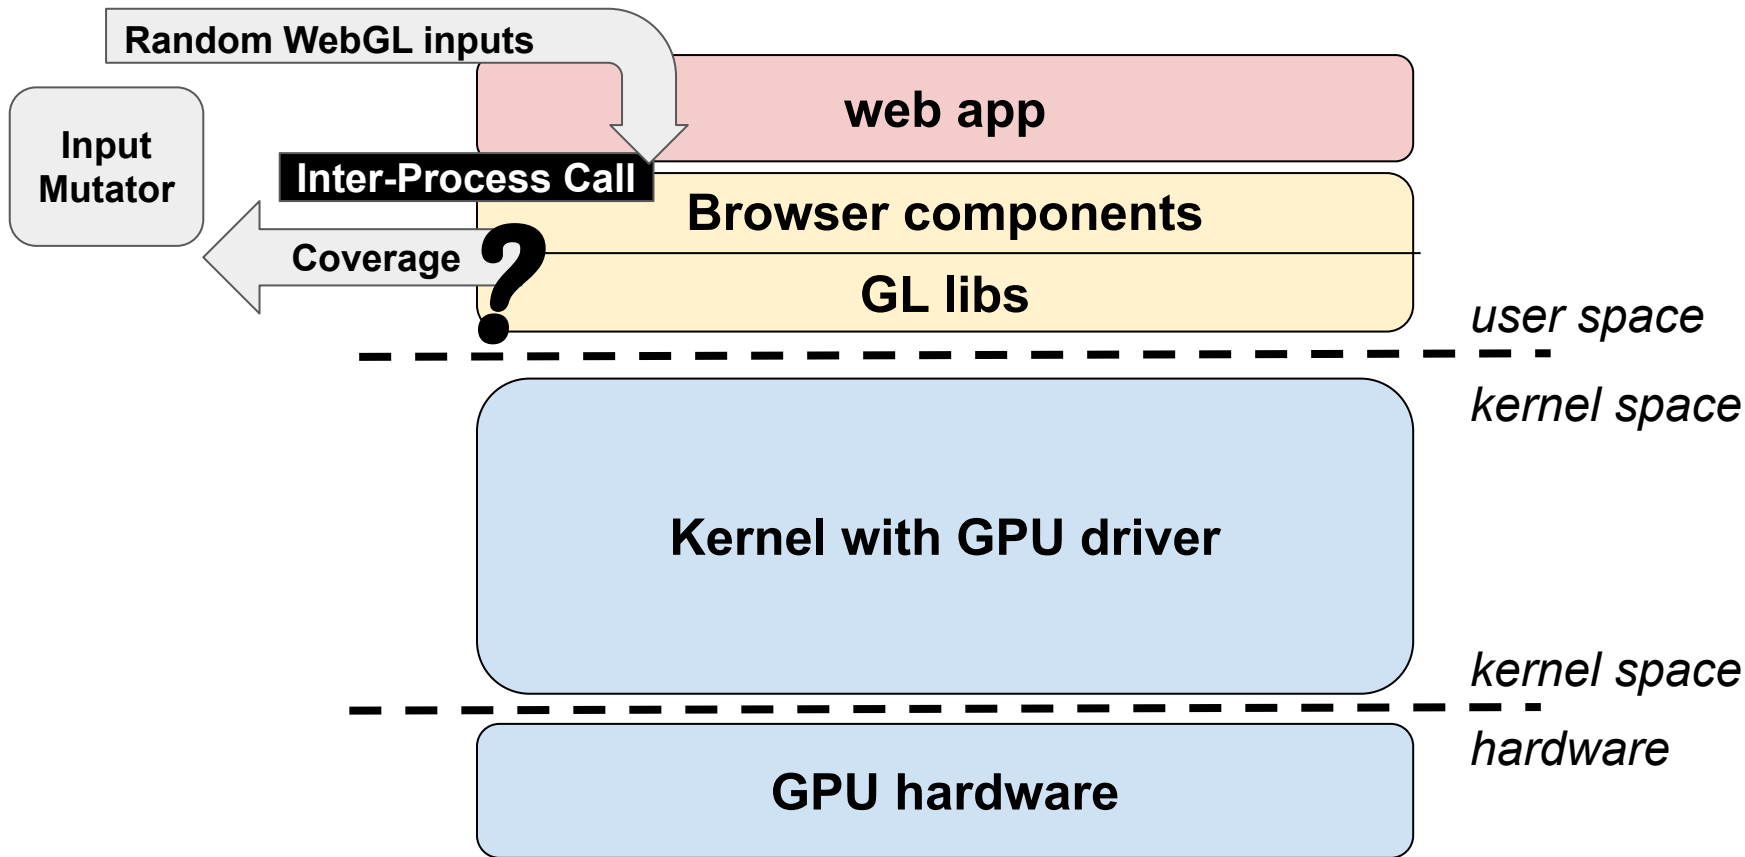 Random WebGL inputs
web app
Input
Mutator
Inter-Process Call
Browser components
Coverage
?
GL libs
user space
kernel space
Kernel with GPU driver
kernel space
hardware
GPU hardware